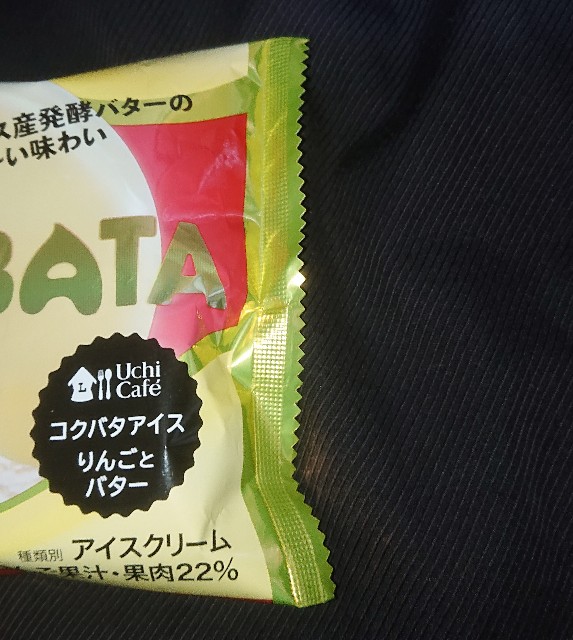 ス産発酵バターの
い味わい
BATA
L
Uchi
Café
コクバタアイス
りんごと
バター
種類別 アイスクリーム
果汁・果肉22%